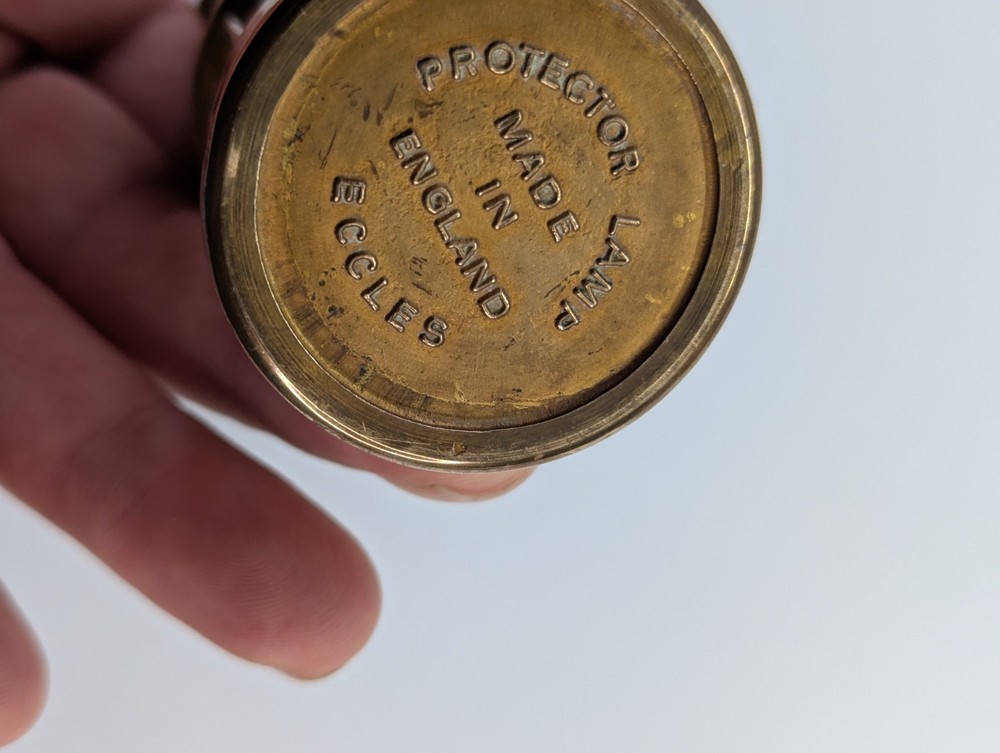 PROTECTOR LAMP
MADE
IN
ENGLAND
ECCLES